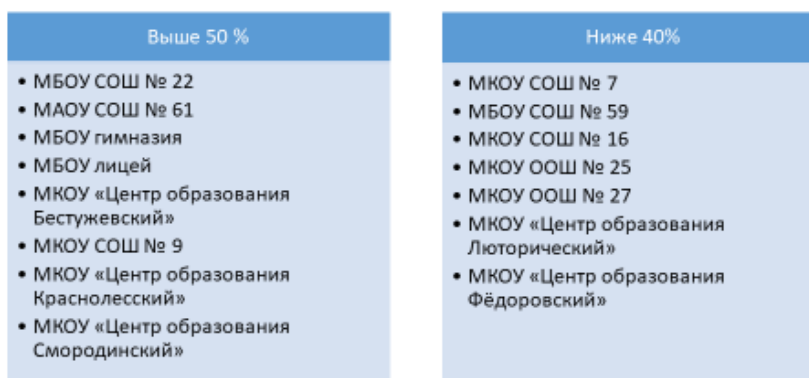 Выше 50 %
• МБОУ СОШ № 22
• МАОУ СОШ № 61
• МБОУ гимназия
• МБОУ лицей
• МКОУ «Центр образования
Бестужевский»
• МКОУ СОШ № 9
• МКОУ «Центр образования
Краснолесский»
• МКОУ «Центр образования
Смородинский»
Ниже 40%
• МКОУ СОШ № 7
• МБОУ СОШ № 59
• МКОУ СОШ № 16
• МКОУ ООШ № 25
• МКОУ ООШ № 27
• МКОУ «Центр образования
Люторический»
• МКОУ «Центр образования
Фёдоровский»